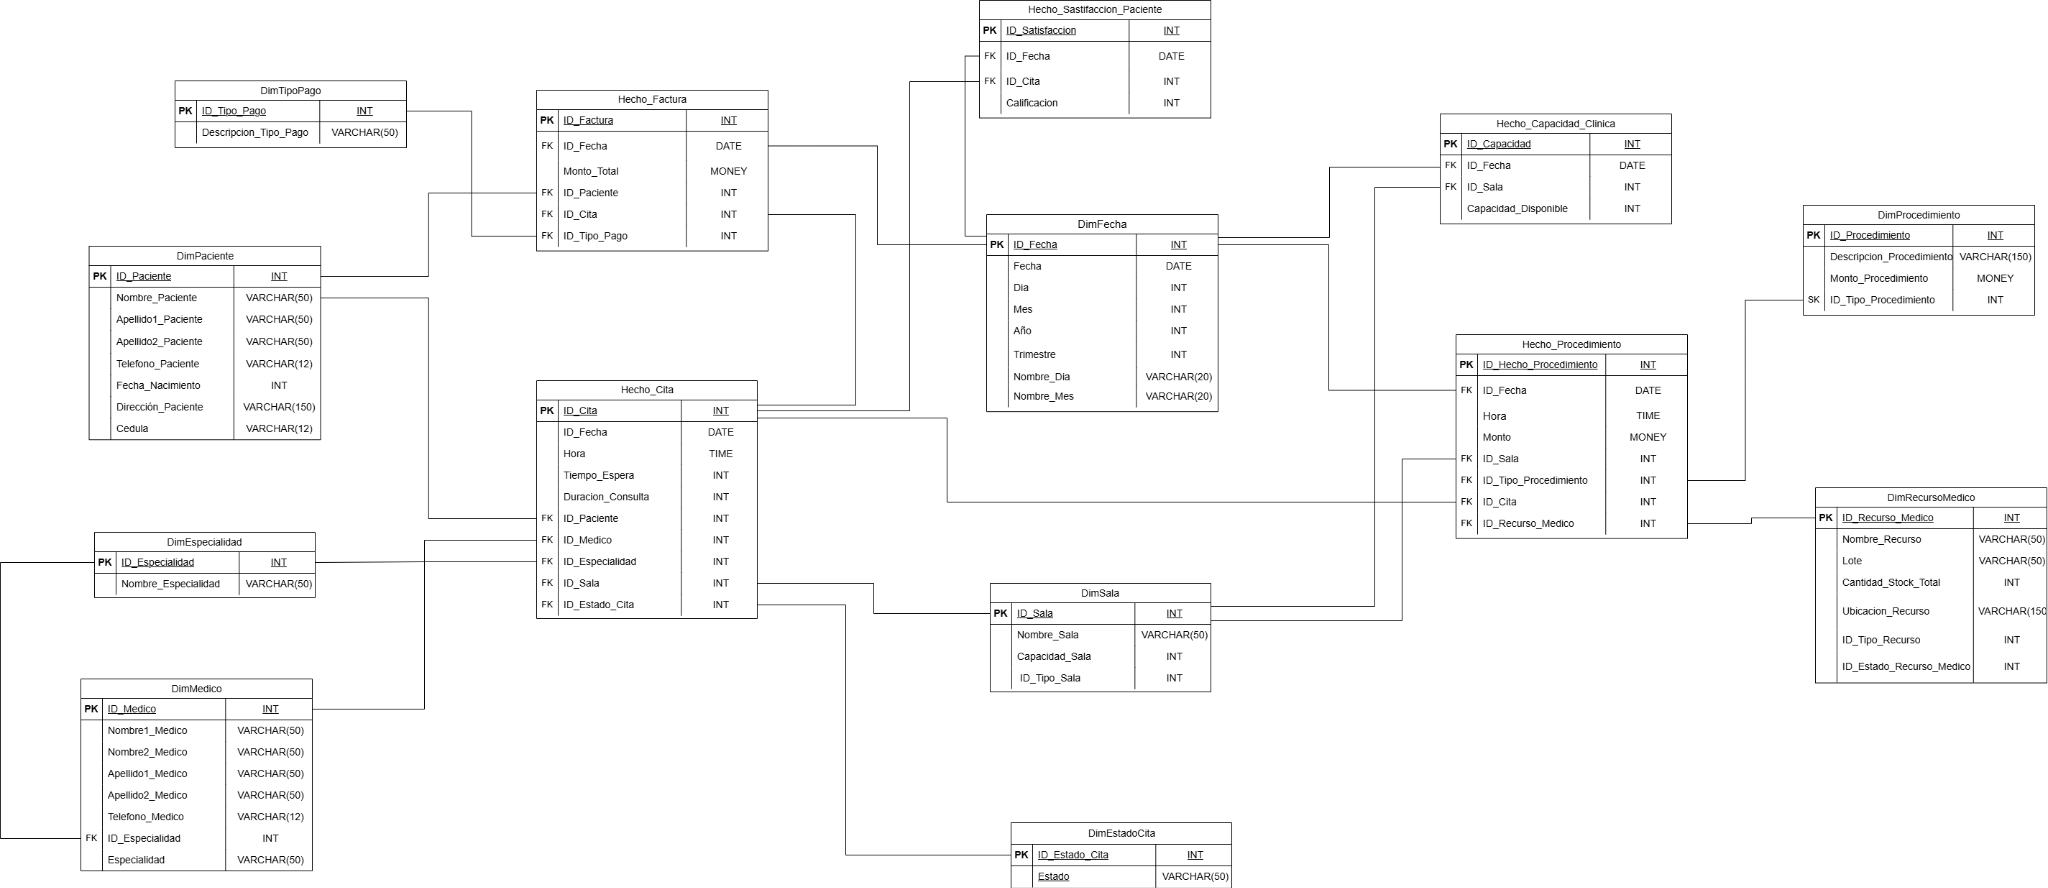 Hecho_Sastifaccion_Paciente
PK ID_Satisfaccion INT
FK ID_Fecha DATE
FK ID_Cita INT
Calificacion INT
DimTipoPago
PK ID_Tipo_Pago INT
Descripcion_Tipo_Pago VARCHAR(50)
Hecho_Factura
PK ID_Factura INT
FK ID_Fecha DATE
Monto_Total MONEY
FK ID_Paciente INT
FK ID_Cita INT
FK ID_Tipo_Pago INT
Hecho_Capacidad_Clinica
PK ID_Capacidad INT
FK ID_Fecha DATE
FK ID_Sala INT
Capacidad_Disponible INT
DimFecha
PK ID_Fecha INT
Fecha DATE
Dia INT
Mes INT
Año INT
Trimestre INT
Nombre_Dia VARCHAR(20)
Nombre_Mes VARCHAR(20)
DimProcedimiento
PK ID_Procedimiento INT
Descripcion_Procedimiento VARCHAR(150)
Monto_Procedimiento MONEY
SK ID_Tipo_Procedimiento INT
DimPaciente
PK ID_Paciente INT
Nombre_Paciente VARCHAR(50)
Apellido1_Paciente VARCHAR(50)
Apellido2_Paciente VARCHAR(50)
Telefono_Paciente VARCHAR(12)
Fecha_Nacimiento INT
Dirección_Paciente VARCHAR(150)
Cedula VARCHAR(12)
Hecho_Procedimiento
PK ID_Hecho_Procedimiento INT
FK ID_Fecha DATE
Hora TIME
Monto MONEY
FK ID_Sala INT
FK ID_Tipo_Procedimiento INT
FK ID_Cita INT
FK ID_Recurso_Medico INT
Hecho_Cita
PK ID_Cita INT
ID_Fecha DATE
Hora TIME
Tiempo_Espera INT
Duracion_Consulta INT
FK ID_Paciente INT
FK ID_Medico INT
FK ID_Especialidad INT
FK ID_Sala INT
FK ID_Estado_Cita INT
DimRecursoMedico
PK ID_Recurso_Medico INT
Nombre_Recurso VARCHAR(50)
Lote VARCHAR(50)
Cantidad_Stock_Total INT
Ubicacion_Recurso VARCHAR(150
ID_Tipo_Recurso INT
ID_Estado_Recurso_Medico INT
DimEspecialidad
PK ID_Especialidad INT
Nombre_Especialidad VARCHAR(50)
DimSala
PK ID_Sala INT
Nombre_Sala VARCHAR(50)
Capacidad_Sala INT
ID_Tipo_Sala INT
DimMedico
PK ID_Medico INT
Nombre1_Medico VARCHAR(50)
Nombre2_Medico VARCHAR(50)
Apellido1_Medico VARCHAR(50)
Apellido2_Medico VARCHAR(50)
Telefono_Medico VARCHAR(12)
FK ID_Especialidad INT
Especialidad VARCHAR(50)
DimEstadoCita
PK ID_Estado_Cita INT
Estado VARCHAR(50)